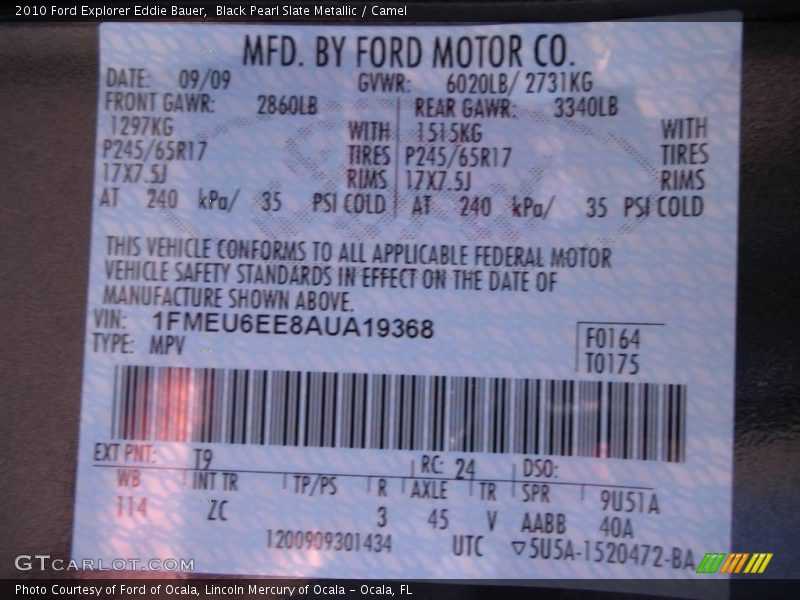 2010 Ford Explorer Eddie Bauer,  Black Pearl Slate Metallic / Camel
MFD. BY FORD MOTOR CO.
DATE: 09/09 GVWR: 6020LB/ 2731KG
FRONT GAWR: 2860LB REAR GAWR: 3340LB
1297KG WITH 1515KG WITH
P245/65R17 TIRES P245/65R17 TIRES
17X7.5J RIMS 17X7.5J RIMS
AT 240 kPa/ 35 PSI COLD AT 240 kPa/ 35 PSI COLD
THIS VEHICLE CONFORMS TO ALL APPLICABLE FEDERAL MOTOR
VEHICLE SAFETY STANDARDS IN EFFECT ON THE DATE OF
MANUFACTURE SHOWN ABOVE.
VIN: 1FMEU6EE8AUA19368
TYPE: MPV
F0164
T0175
EXT PNT: T9 RC: 24 DSO:
WB INT TR TP/PS R AXLE TR SPR 9U51A
114 ZC 3 45 V AABB 40A
1200909301434 UTC ▽5U5A-1520472-BA
GTCARLOT.COM
Photo Courtesy of Ford of Ocala, Lincoln Mercury of Ocala – Ocala, FL